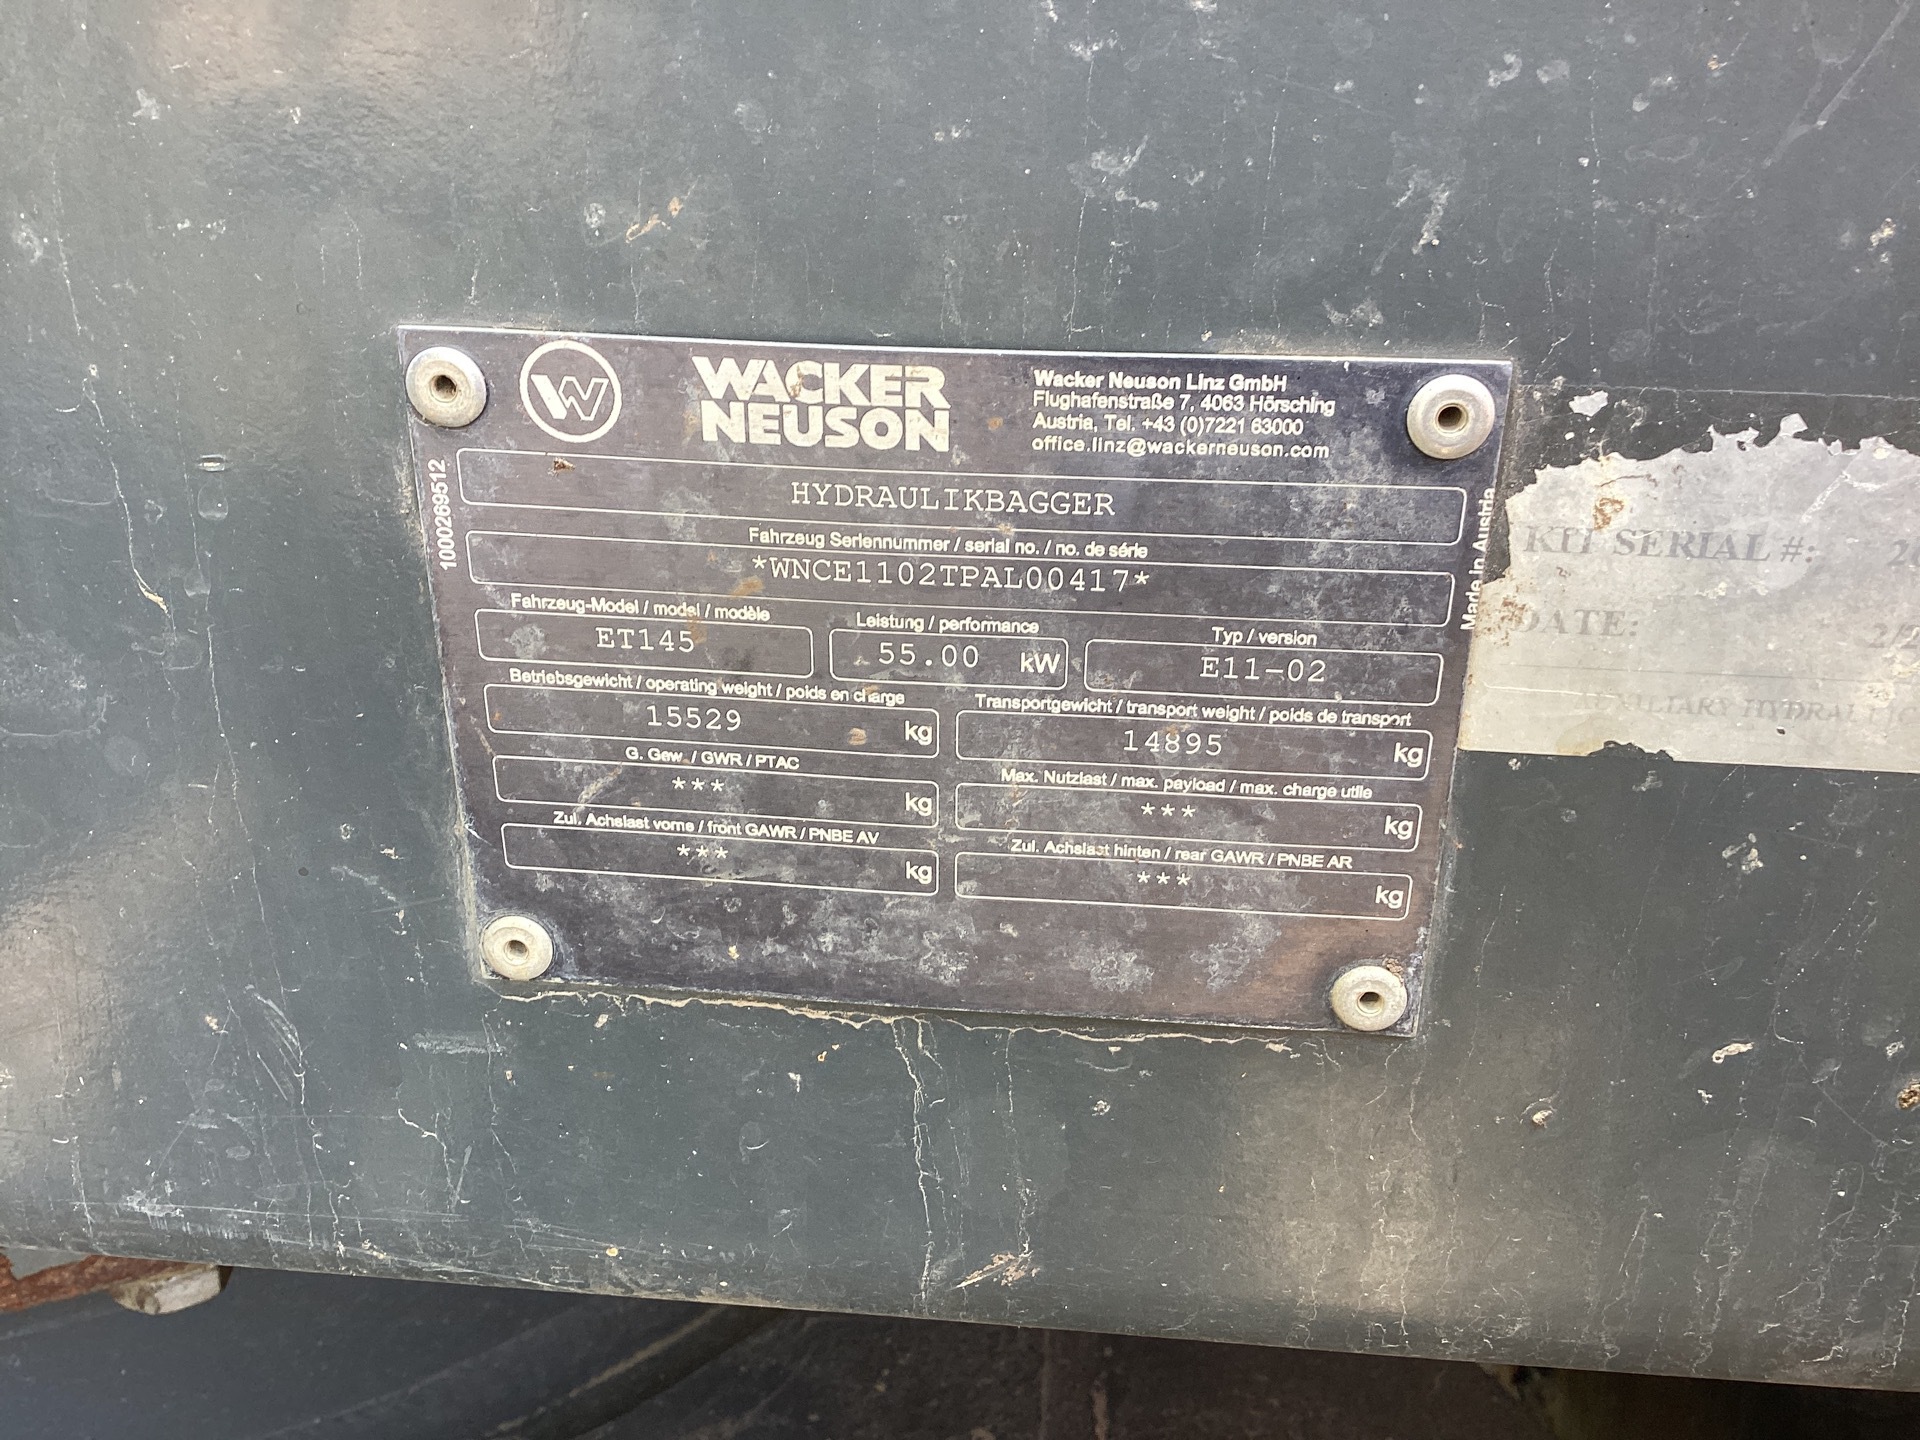 W
WACKER
NEUSON
Wacker Neuson Linz GmbH
Flughafenstraße 7, 4063 Hörsching
Austria, Tel. +43 (0)7221 63000
office.linz@wackerneuson.com
1000269512
HYDRAULIKBAGGER
Fahrzeug Seriennummer / serial no. / no. de série
*WNCE1102TPAL00417*
Made in Austria
Fahrzeug-Model / model / modèle
ET145
Leistung / performance
55.00 kW
Typ / version
E11-02
Betriebsgewicht / operating weight / poids en charge
15529 kg
Transportgewicht / transport weight / poids de transport
14895 kg
G. Gew. / GWR / PTAC
*** kg
Max. Nutzlast / max. payload / max. charge utile
*** kg
Zul. Achslast vorne / front GAWR / PNBE AV
*** kg
Zul. Achslast hinten / rear GAWR / PNBE AR
*** kg
KIT SERIAL #:
DATE: